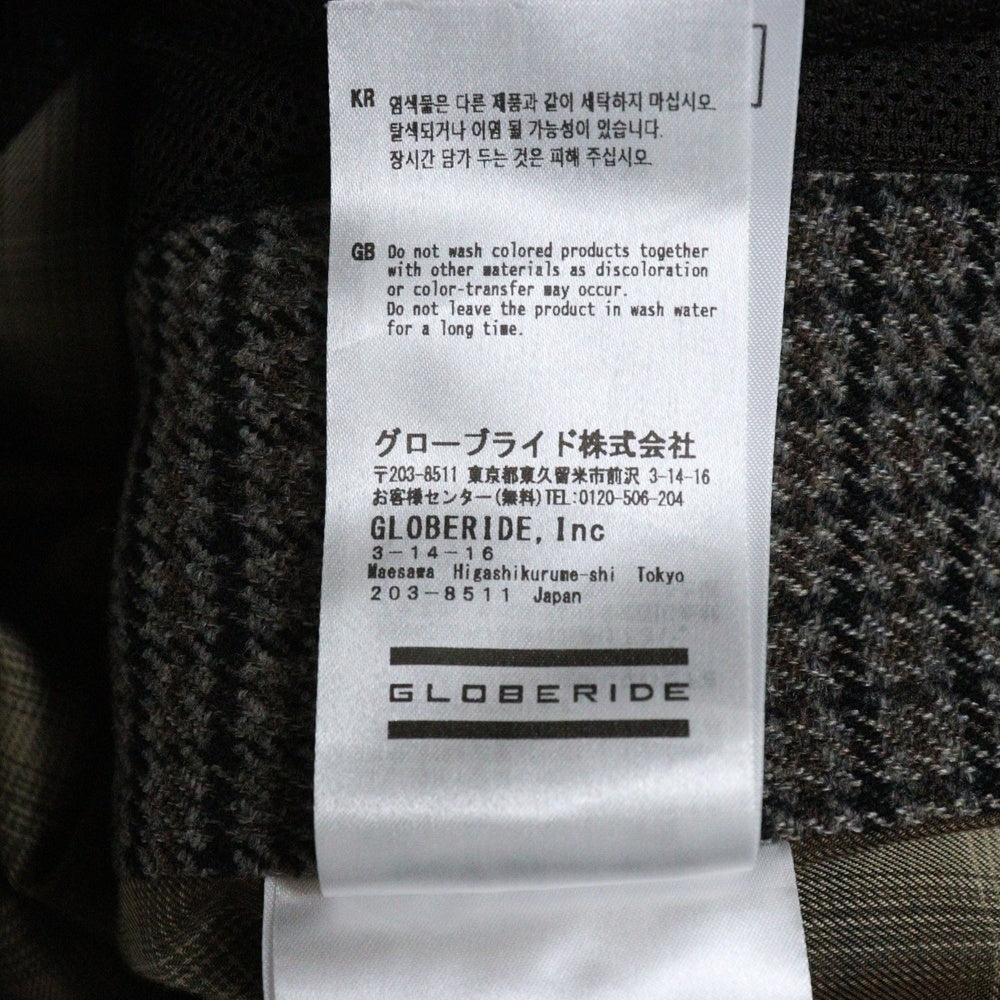 KR 염색물은 다른 제품과 같이 세탁하지 마십시오.
탈색되거나 이염 될 가능성이 있습니다.
장시간 담가 두는 것은 피해 주십시오.
GB Do not wash colored products together
with other materials as discoloration
or color-transfer may occur.
Do not leave the product in wash water
for a long time.
グローブライド株式会社
〒203-8511 東京都東久留米市前沢 3-14-16
お客様センター(無料)TEL:0120-506-204
GLOBERIDE, Inc
3-14-16
Maesawa Higashikurume-shi Tokyo
203-8511 Japan
GLOBERIDE